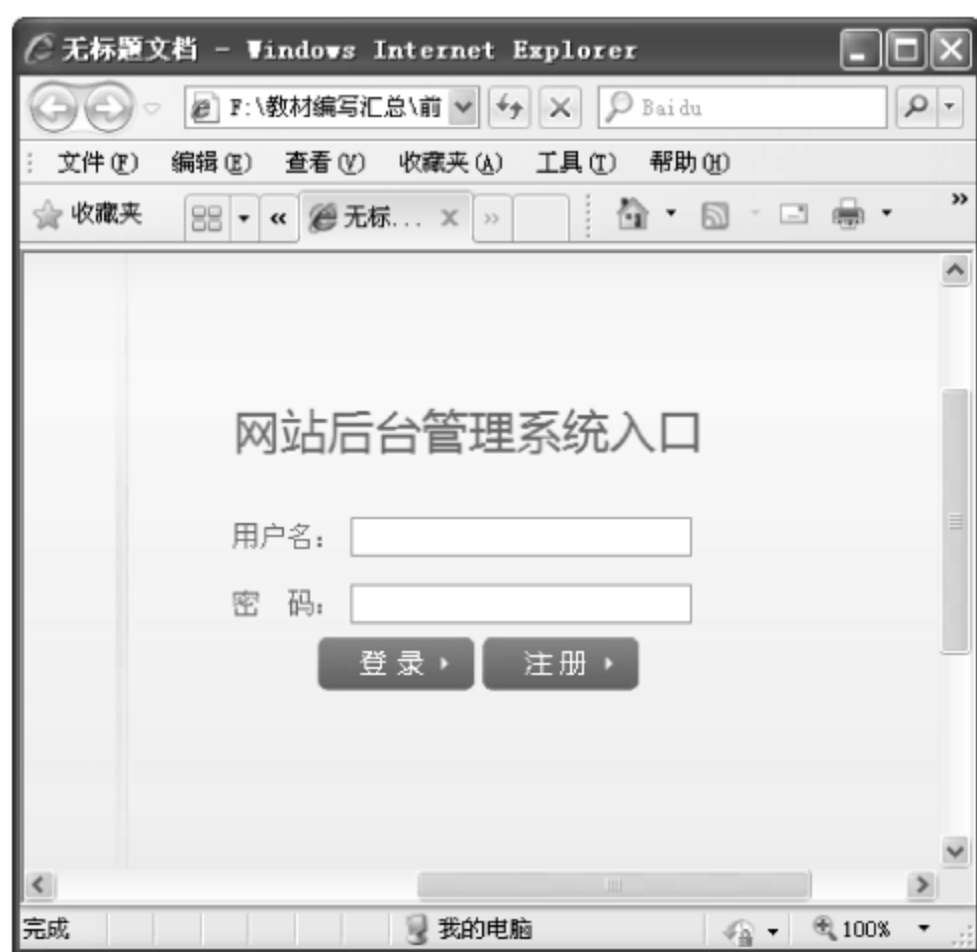 无标题文档 - Windows Internet Explorer
F:\教材编写汇总\前 Baidu
文件(F) 编辑(E) 查看(V) 收藏夹(A) 工具(T) 帮助(H)
收藏夹 无标...
网站后台管理系统入口
用户名:
密 码:
登录 注册
完成 我的电脑 100%